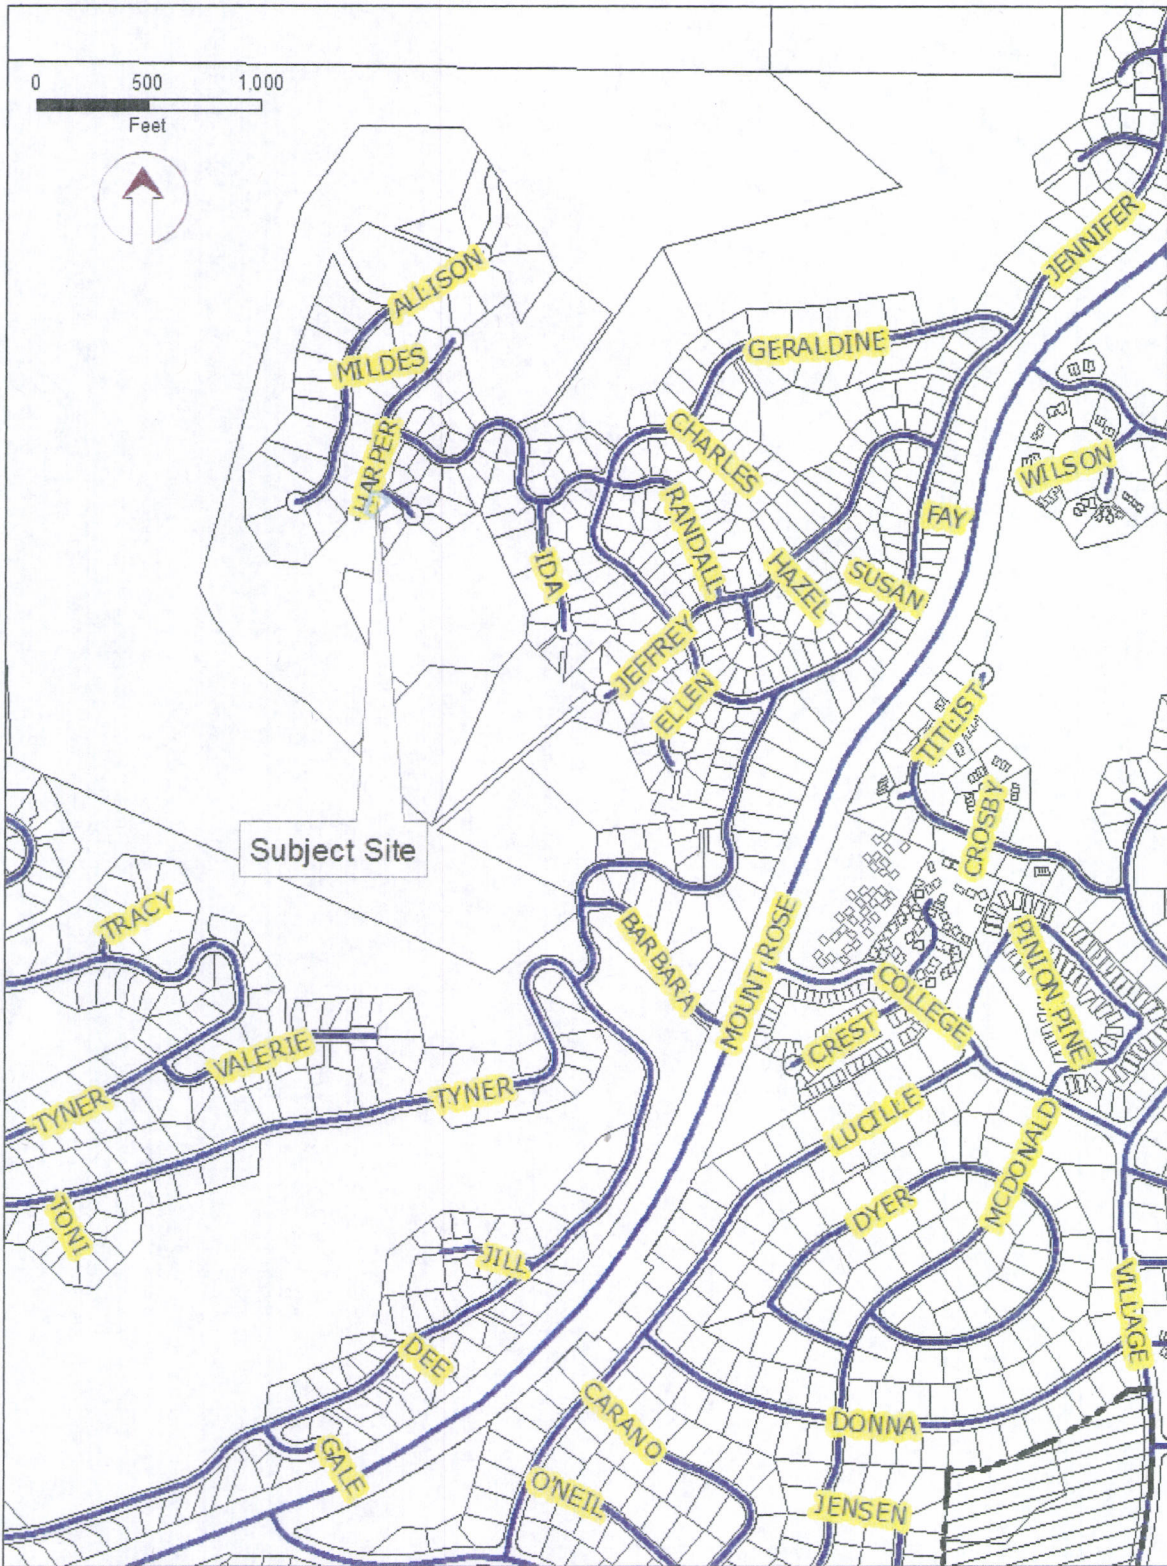 0 500 1.000
Feet
JENNIFER
ALLISON
GERALDINE
MILDES
CHARLES
HARPER
WILSON
RANDALL
FAY
IDA
HAZEL
SUSAN
JEFFREY
ELLEN
TITLIST
CROSBY
Subject Site
TRACY
BARBARA
MOUNT ROSE
PINION PINE
COLLEGE
CREST
VALERIE
TYNER
TYNER
LUCILLE
MCDONALD
DYER
TONI
JILL
VILLAGE
DEE
CARANO
DONNA
GALE
O'NEIL
JENSEN